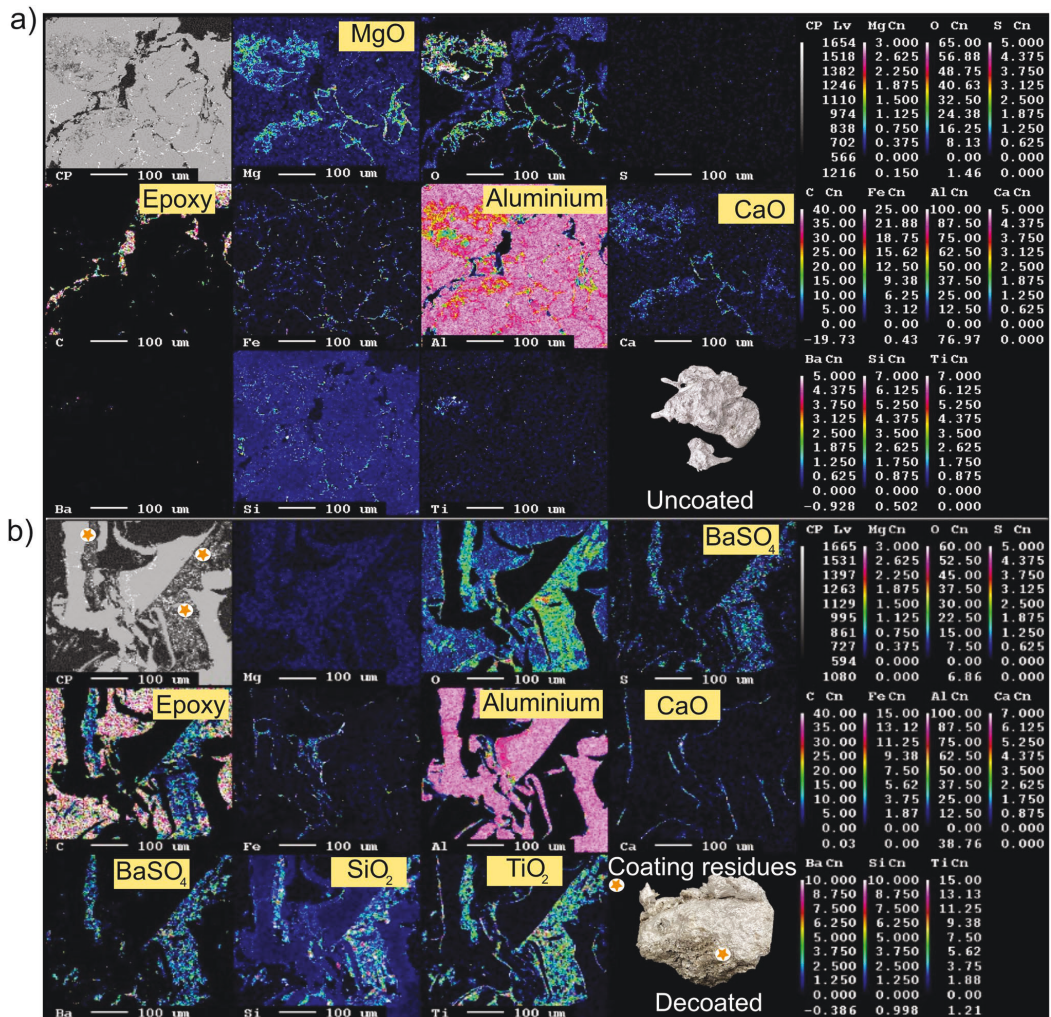 a)
MgO
CP 100 um
Mg 100 um
O 100 um
S 100 um
CP Lv Mg Cn O Cn S Cn
1654 3.000 65.00 5.000
1518 2.625 56.88 4.375
1382 2.250 48.75 3.750
1246 1.875 40.63 3.125
1110 1.500 32.50 2.500
974 1.125 24.38 1.875
838 0.750 16.25 1.250
702 0.375 8.13 0.625
566 0.000 0.00 0.000
1216 0.150 1.46 0.000
Epoxy
Aluminium
CaO
C 100 um
Fe 100 um
Al 100 um
Ca 100 um
C Cn Fe Cn Al Cn Ca Cn
40.00 25.00 100.00 5.000
35.00 21.88 87.50 4.375
30.00 18.75 75.00 3.750
25.00 15.62 62.50 3.125
20.00 12.50 50.00 2.500
15.00 9.38 37.50 1.875
10.00 6.25 25.00 1.250
5.00 3.12 12.50 0.625
0.00 0.00 0.00 0.000
-19.73 0.43 76.97 0.000
Ba 100 um
Si 100 um
Ti 100 um
Uncoated
Ba Cn Si Cn Ti Cn
5.000 7.000 7.000
4.375 6.125 6.125
3.750 5.250 5.250
3.125 4.375 4.375
2.500 3.500 3.500
1.875 2.625 2.625
1.250 1.750 1.750
0.625 0.875 0.875
0.000 0.000 0.000
-0.928 0.502 0.000
b)
BaSO4
CP 100 um
Mg 100 um
O 100 um
S 100 um
CP Lv Mg Cn O Cn S Cn
1665 3.000 60.00 5.000
1531 2.625 52.50 4.375
1397 2.250 45.00 3.750
1263 1.875 37.50 3.125
1129 1.500 30.00 2.500
995 1.125 22.50 1.875
861 0.750 15.00 1.250
727 0.375 7.50 0.625
594 0.000 0.00 0.000
1080 0.000 6.86 0.000
Epoxy
Aluminium
CaO
C 100 um
Fe 100 um
Al 100 um
Ca 100 um
C Cn Fe Cn Al Cn Ca Cn
40.00 15.00 100.00 7.000
35.00 13.12 87.50 6.125
30.00 11.25 75.00 5.250
25.00 9.38 62.50 4.375
20.00 7.50 50.00 3.500
15.00 5.62 37.50 2.625
10.00 3.75 25.00 1.750
5.00 1.87 12.50 0.875
0.00 0.00 0.00 0.000
0.03 0.00 38.76 0.000
BaSO4
SiO2
TiO2
Coating residues
Ba 100 um
Si 100 um
Ti 100 um
Decoated
Ba Cn Si Cn Ti Cn
10.000 10.000 15.00
8.750 8.750 13.13
7.500 7.500 11.25
6.250 6.250 9.38
5.000 5.000 7.50
3.750 3.750 5.62
2.500 2.500 3.75
1.250 1.250 1.88
0.000 0.000 0.00
-0.386 0.998 1.21